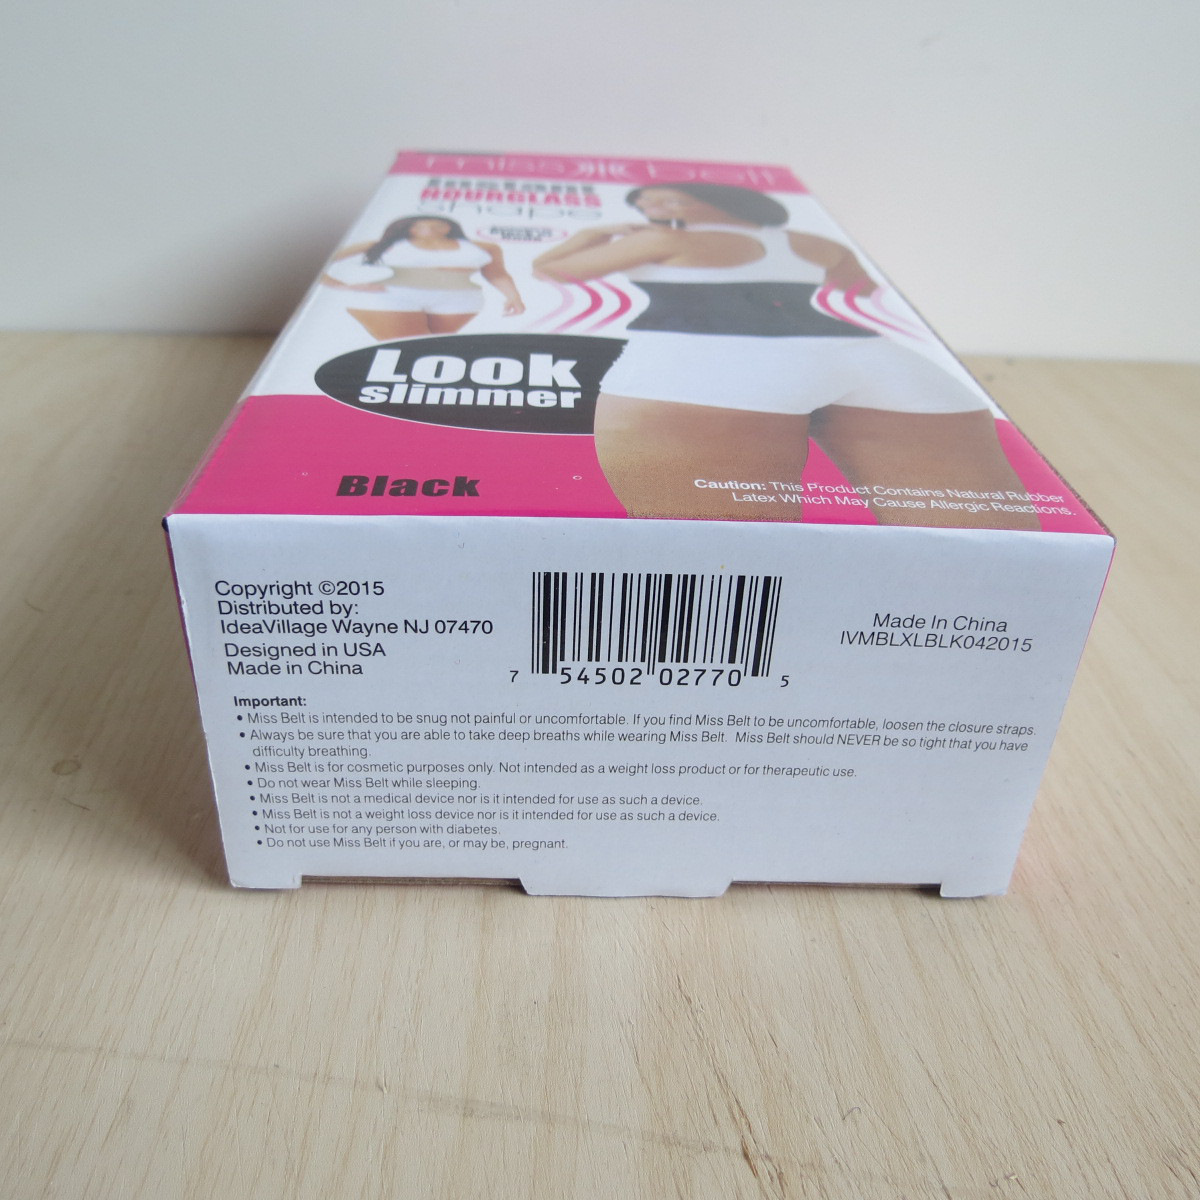 miss belt
Instant
HOURGLASS
shape
Look
slimmer
Black
Caution: This Product Contains Natural Rubber
Latex Which May Cause Allergic Reactions.
Copyright ©2015
Distributed by:
IdeaVillage Wayne NJ 07470
Designed in USA
Made in China
7 54502 02770 5
Made In China
IVMBLXLBLK042015
Important:
• Miss Belt is intended to be snug not painful or uncomfortable. If you find Miss Belt to be uncomfortable, loosen the closure straps.
• Always be sure that you are able to take deep breaths while wearing Miss Belt. Miss Belt should NEVER be so tight that you have
difficulty breathing.
• Miss Belt is for cosmetic purposes only. Not intended as a weight loss product or for therapeutic use.
• Do not wear Miss Belt while sleeping.
• Miss Belt is not a medical device nor is it intended for use as such a device.
• Miss Belt is not a weight loss device nor is it intended for use as such a device.
• Not for use for any person with diabetes.
• Do not use Miss Belt if you are, or may be, pregnant.